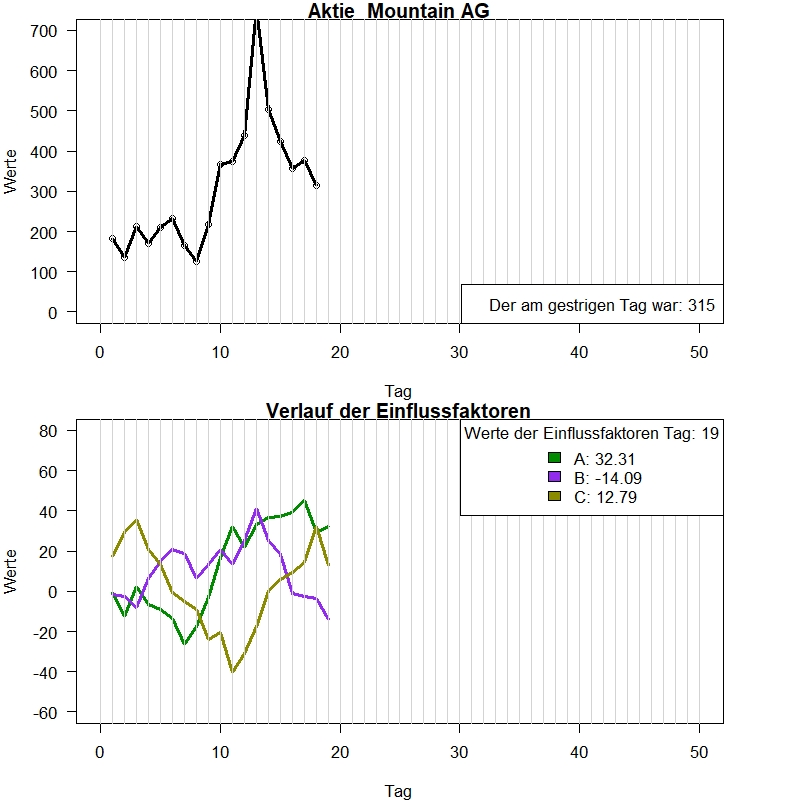 Aktie  Mountain AG
Werte
700
600
500
400
300
200
100
0
Der am gestrigen Tag war: 315
0 10 20 30 40 50
Tag
Verlauf der Einflussfaktoren
Werte
80
60
40
20
0
-20
-40
-60
Werte der Einflussfaktoren Tag: 19
A: 32.31
B: -14.09
C: 12.79
0 10 20 30 40 50
Tag